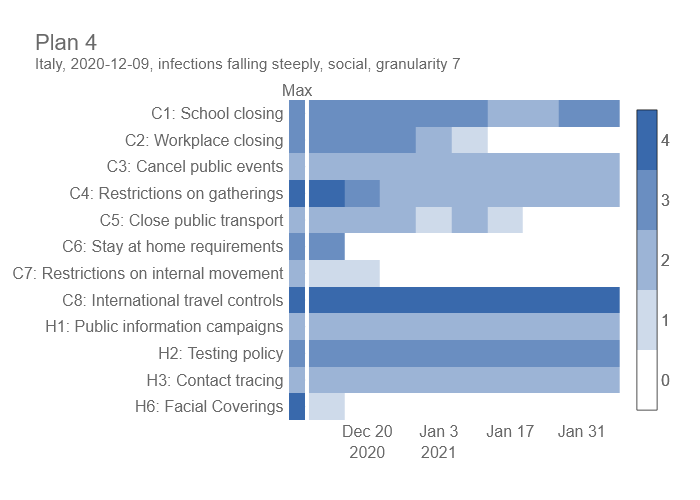 Plan 4
Italy, 2020-12-09, infections falling steeply, social, granularity 7
Max
C1: School closing
C2: Workplace closing
C3: Cancel public events
C4: Restrictions on gatherings
C5: Close public transport
C6: Stay at home requirements
C7: Restrictions on internal movement
C8: International travel controls
H1: Public information campaigns
H2: Testing policy
H3: Contact tracing
H6: Facial Coverings
4
3
2
1
0
Dec 20 Jan 3 Jan 17 Jan 31
2020 2021